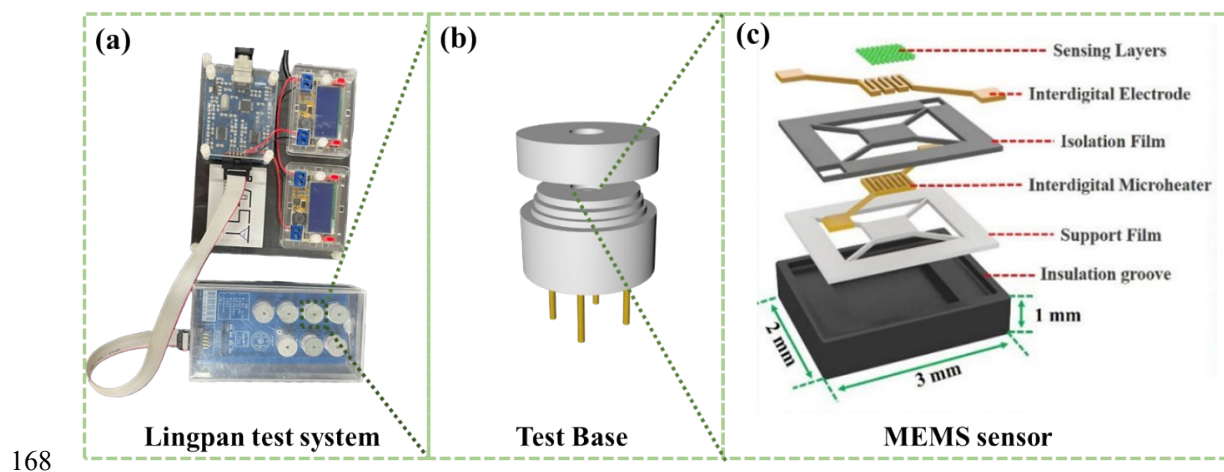 (a)
(b)
(c)
Sensing Layers
Interdigital Electrode
Isolation Film
Interdigital Microheater
Support Film
Insulation groove
1 mm
2 mm
3 mm
Lingpan test system
Test Base
MEMS sensor
168